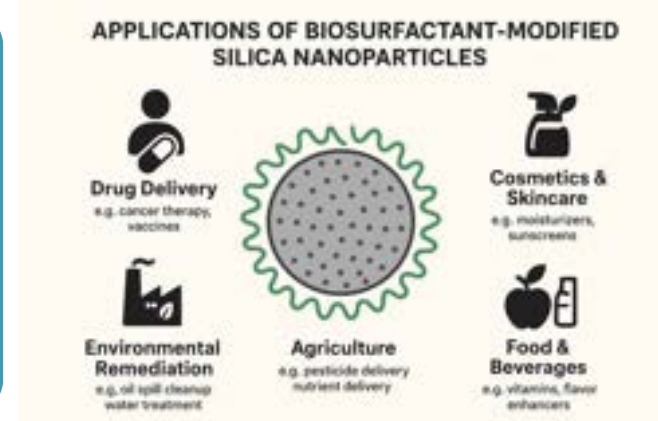 APPLICATIONS OF BIOSURFACTANT-MODIFIED
SILICA NANOPARTICLES
Drug Delivery
e.g. cancer therapy,
vaccines
Cosmetics &
Skincare
e.g. moisturizers,
sunscreens
Environmental
Remediation
e.g, oil spill cleanup
water treatment
Agriculture
e.g. pesticide delivery
nutrient delivery
Food &
Beverages
e.g. vitamins, flavor
enhancers